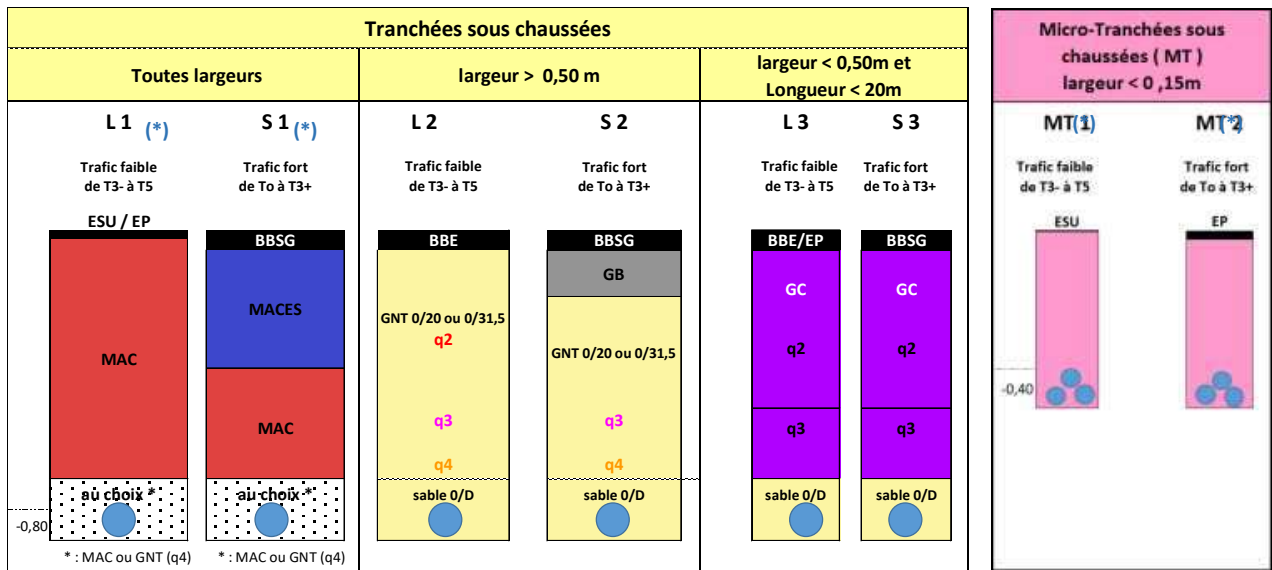 Tranchées sous chaussées
Toutes largeurs
largeur > 0,50 m
largeur < 0,50m et
Longueur < 20m
L 1 (*)
S 1 (*)
L 2
S 2
L 3
S 3
Trafic faible
de T3- à T5
Trafic fort
de To à T3+
Trafic faible
de T3- à T5
Trafic fort
de To à T3+
Trafic faible
de T3- à T5
Trafic fort
de To à T3+
ESU / EP
MAC
au choix *
-0,80
* : MAC ou GNT (q4)
BBSG
MACES
MAC
au choix *
* : MAC ou GNT (q4)
BBE
GNT 0/20 ou 0/31,5
q2
q3
q4
sable 0/D
BBSG
GB
GNT 0/20 ou 0/31,5
q3
q4
sable 0/D
BBE/EP
GC
q2
q3
sable 0/D
BBSG
GC
q2
q3
sable 0/D
Micro-Tranchées sous
chaussées ( MT )
largeur < 0 ,15m
MT 1 (*)
MT 2 (*)
Trafic faible
de T3- à T5
Trafic fort
de To à T3+
ESU
EP
-0,40